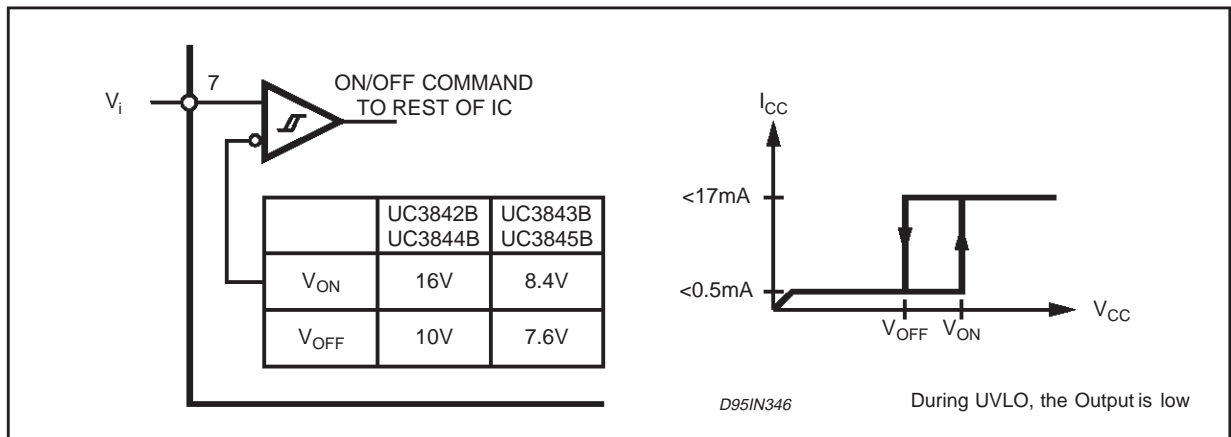 7
V_i
ON/OFF COMMAND
TO REST OF IC
UC3842B UC3843B
UC3844B UC3845B
V_ON 16V 8.4V
V_OFF 10V 7.6V
I_CC
<17mA
<0.5mA
V_OFF V_ON
V_CC
D95IN346
During UVLO, the Output is low